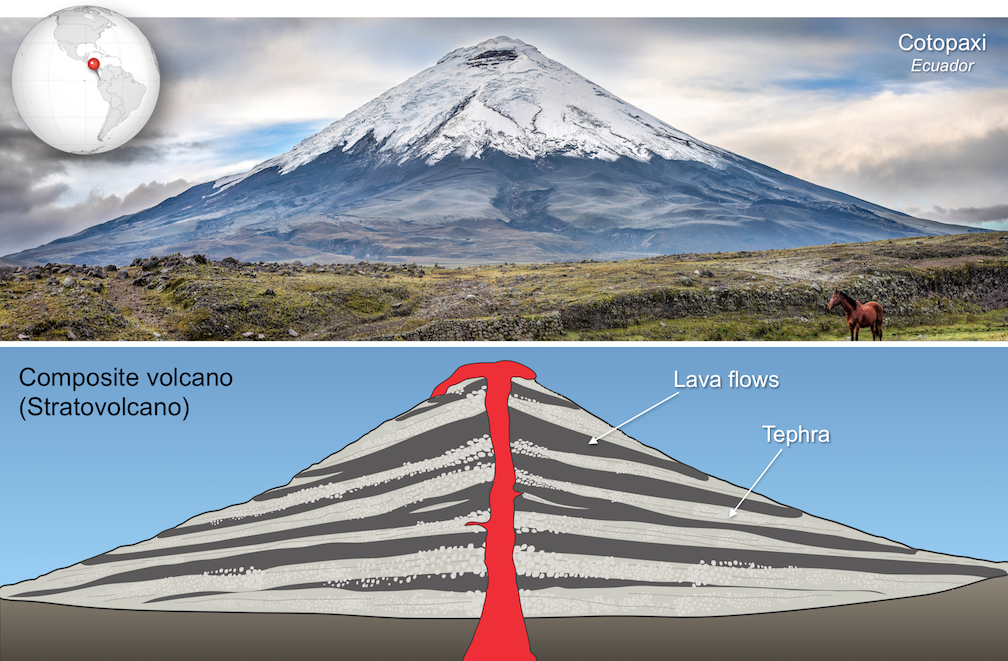 Cotopaxi
Ecuador
Composite volcano
(Stratovolcano)
Lava flows
Tephra